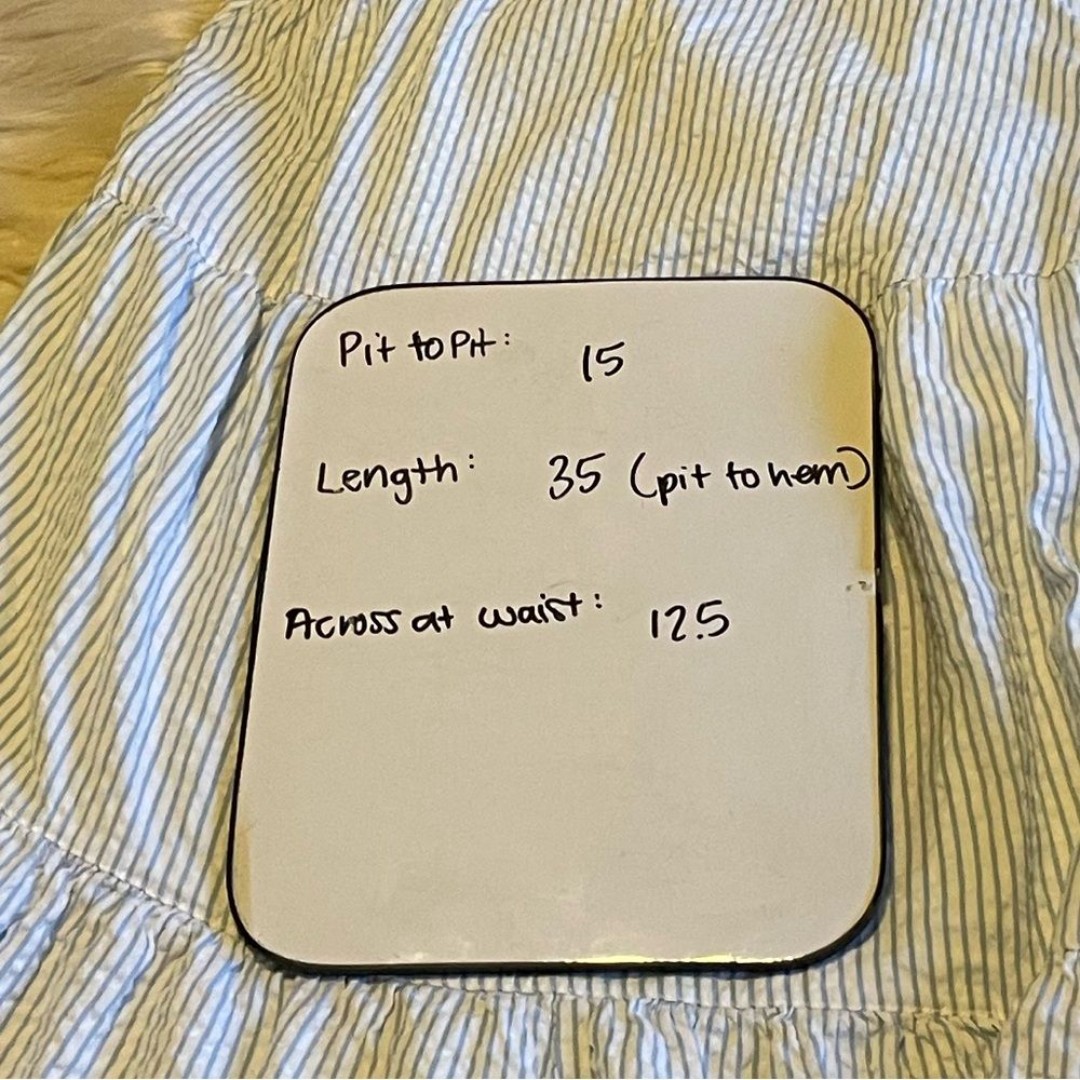 Pit to Pit: 15
Length: 35 (pit to hem)
Across at waist: 12.5